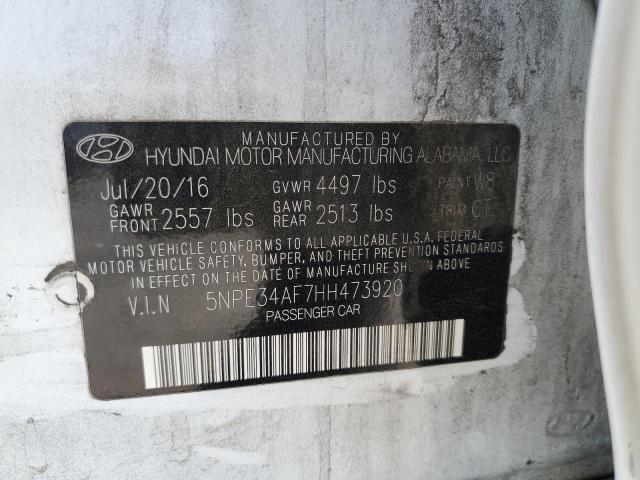 MANUFACTURED BY
HYUNDAI MOTOR MANUFACTURING ALABAMA, LLC
Jul/20/16 GVWR 4497 lbs PAINT W8
GAWR FRONT 2557 lbs GAWR REAR 2513 lbs TRIM CT
THIS VEHICLE CONFORMS TO ALL APPLICABLE U.S.A. FEDERAL
MOTOR VEHICLE SAFETY, BUMPER, AND THEFT PREVENTION STANDARDS
IN EFFECT ON THE DATE OF MANUFACTURE SHOWN ABOVE
V.I.N 5NPE34AF7HH473920
PASSENGER CAR